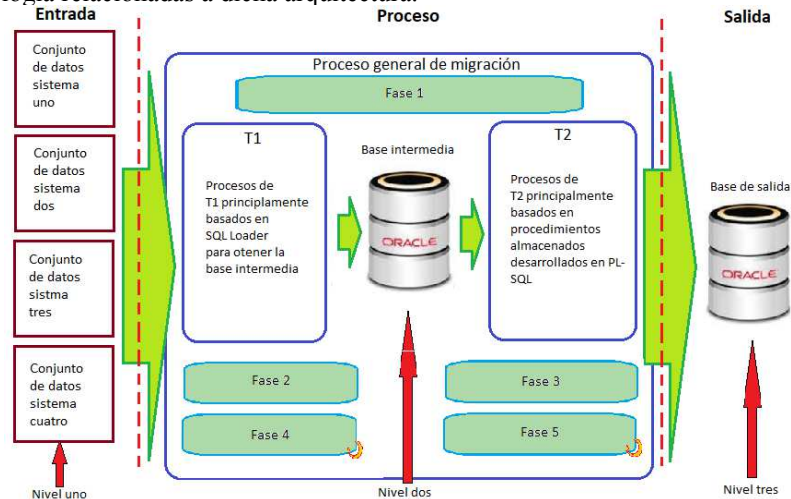 logía relacionadas a dicha arquitectura.
Entrada
Proceso
Salida
Conjunto
de datos
sistema
uno
Conjunto
de datos
sistema
dos
Conjunto
de datos
sistma
tres
Conjunto
de datos
sistema
cuatro
Nivel uno
Proceso general de migración
Fase 1
T1
Procesos de
T1 principlamente
basados en
SQL Loader
para otener la
base intermedia
Base intermedia
ORACLE
T2
Procesos de
T2 principalmente
basados en
procedimientos
almacenados
desarrollados en PL-
SQL
Fase 2
Fase 3
Fase 4
Fase 5
Nivel dos
Base de salida
ORACLE
Nivel tres